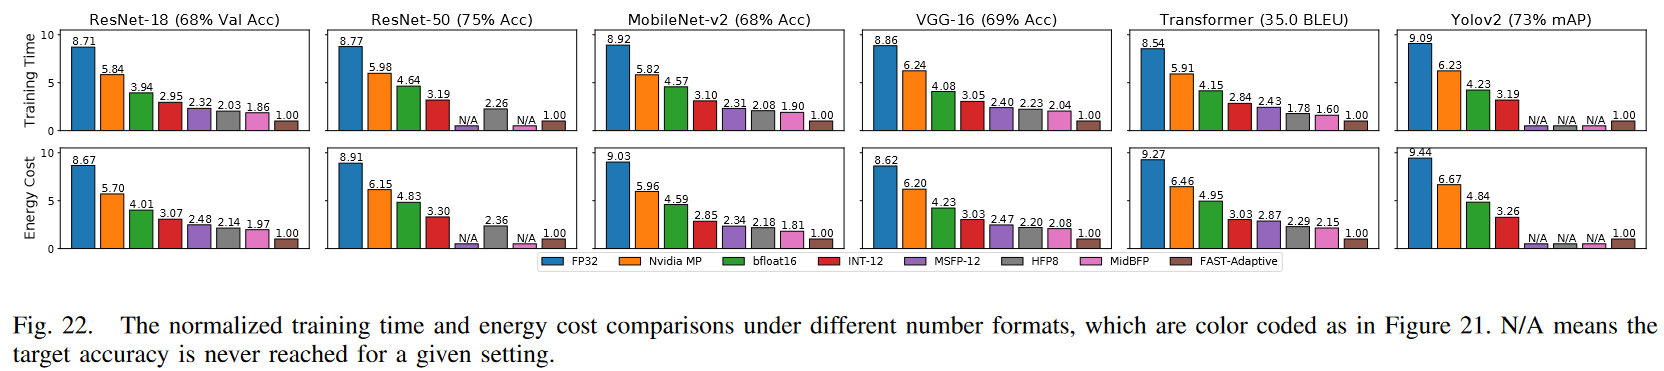 ResNet-18 (68% Val Acc) ResNet-50 (75% Acc) MobileNet-v2 (68% Acc) VGG-16 (69% Acc) Transformer (35.0 BLEU) Yolov2 (73% mAP)
Training Time
10
5
0
8.71 5.84 3.94 2.95 2.32 2.03 1.86 1.00
8.77 5.98 4.64 3.19 N/A 2.26 N/A 1.00
8.92 5.82 4.57 3.10 2.31 2.08 1.90 1.00
8.86 6.24 4.08 3.05 2.40 2.23 2.04 1.00
8.54 5.91 4.15 2.84 2.43 1.78 1.60 1.00
9.09 6.23 4.23 3.19 N/A N/A N/A 1.00
Energy Cost
10
5
0
8.67 5.70 4.01 3.07 2.48 2.14 1.97 1.00
8.91 6.15 4.83 3.30 N/A 2.36 N/A 1.00
9.03 5.96 4.59 2.85 2.34 2.18 1.81 1.00
8.62 6.20 4.23 3.03 2.47 2.20 2.08 1.00
9.27 6.46 4.95 3.03 2.87 2.29 2.15 1.00
9.44 6.67 4.84 3.26 N/A N/A N/A 1.00
FP32 Nvidia MP bfloat16 INT-12 MSFP-12 HFP8 MidBFP FAST-Adaptive
Fig. 22. The normalized training time and energy cost comparisons under different number formats, which are color coded as in Figure 21. N/A means the
target accuracy is never reached for a given setting.